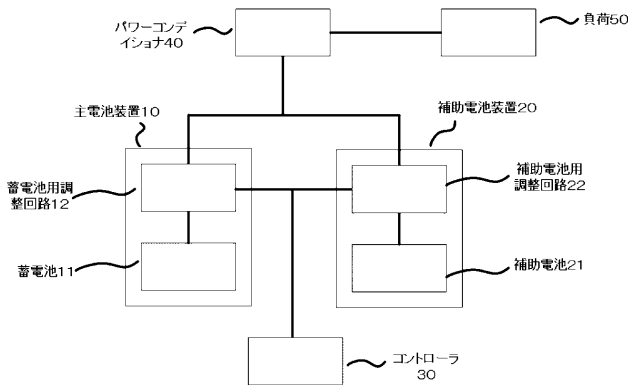 パワーコンデ
イショナ40
負荷50
主電池装置10
補助電池装置20
蓄電池用調
整回路12
補助電池用
調整回路22
蓄電池11
補助電池21
コントローラ
30